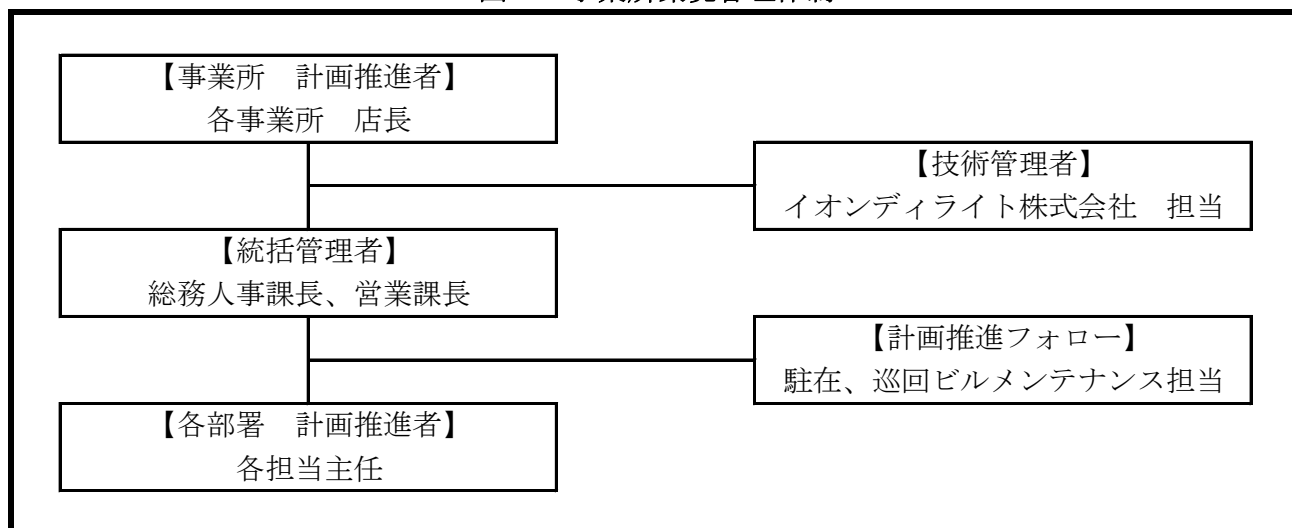 【事業所　計画推進者】
各事業所　店長
【技術管理者】
イオンディライト株式会社　担当
【統括管理者】
総務人事課長、営業課長
【計画推進フォロー】
駐在、巡回ビルメンテナンス担当
【各部署　計画推進者】
各担当主任